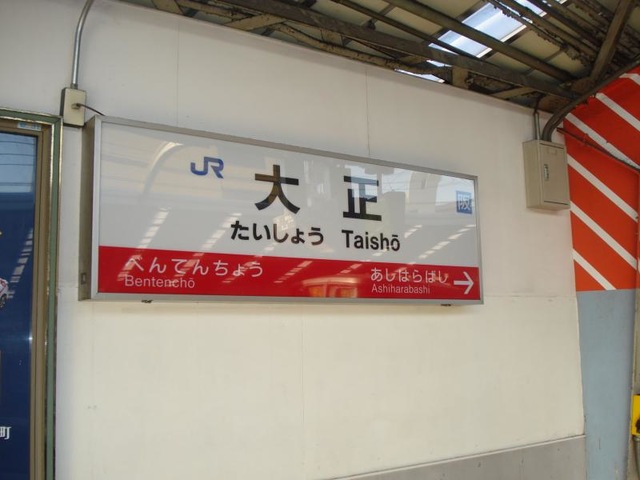 JR
大正
たいしょう Taishō
べんてんちょう
Bentenchō
あしはらばし
Ashiharabashi
町